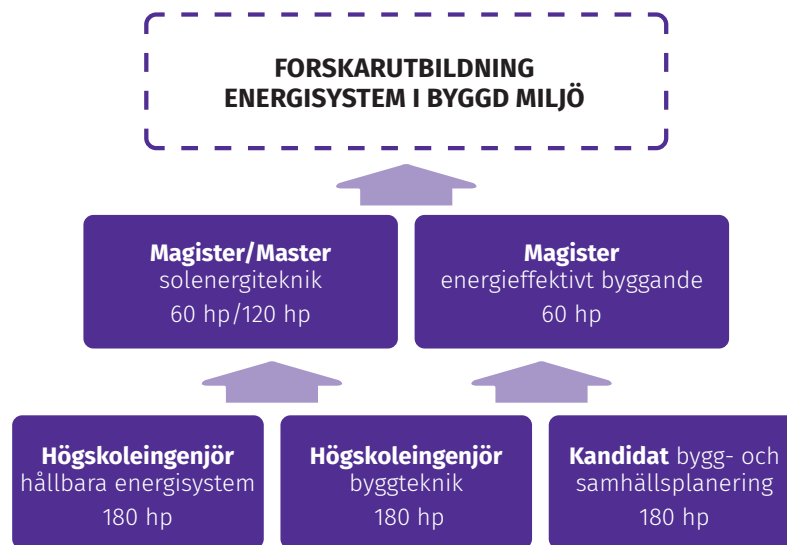 FORSKARUTBILDNING
ENERGISYSTEM I BYGGD MILJÖ
Magister/Master
solenergiteknik
60 hp/120 hp
Magister
energieffektivt byggande
60 hp
Högskoleingenjör
hållbara energisystem
180 hp
Högskoleingenjör
byggteknik
180 hp
Kandidat bygg- och
samhällsplanering
180 hp